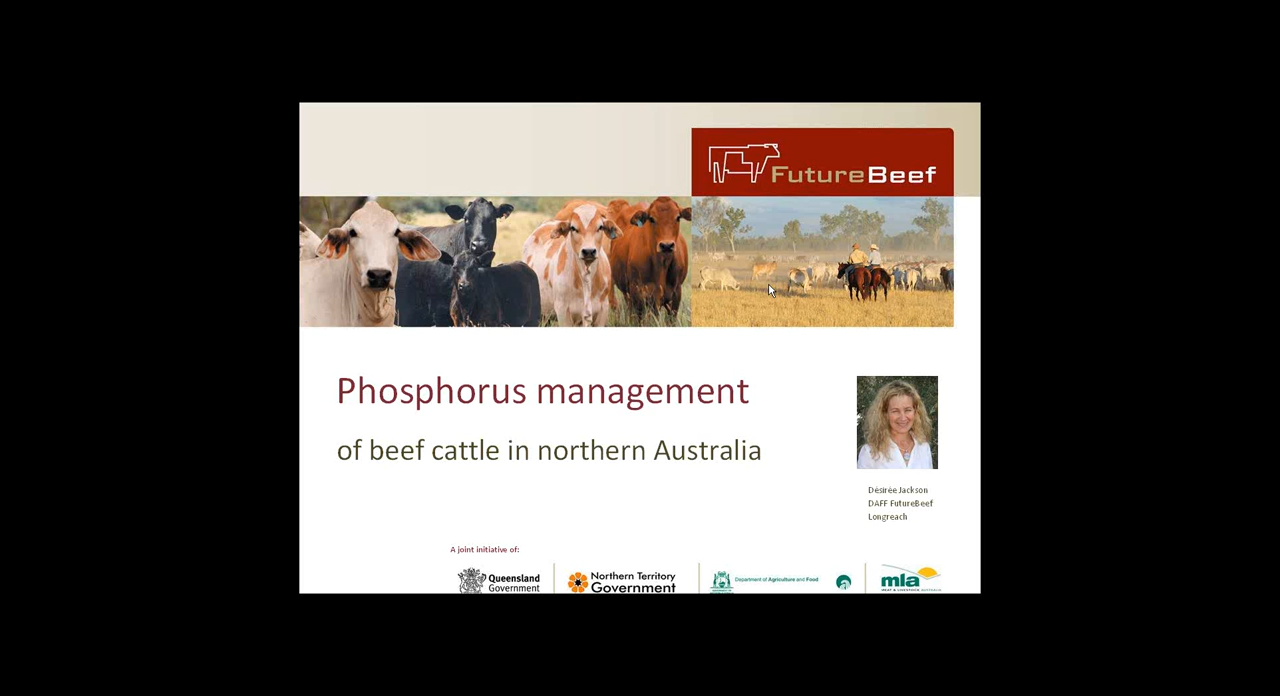 FutureBeef
Phosphorus management
of beef cattle in northern Australia
Désirée Jackson
DAFF FutureBeef
Longreach
A joint initiative of:
Queensland
Government
Northern Territory
Government
Department of Agriculture and Food
mla
MEAT & LIVESTOCK AUSTRALIA